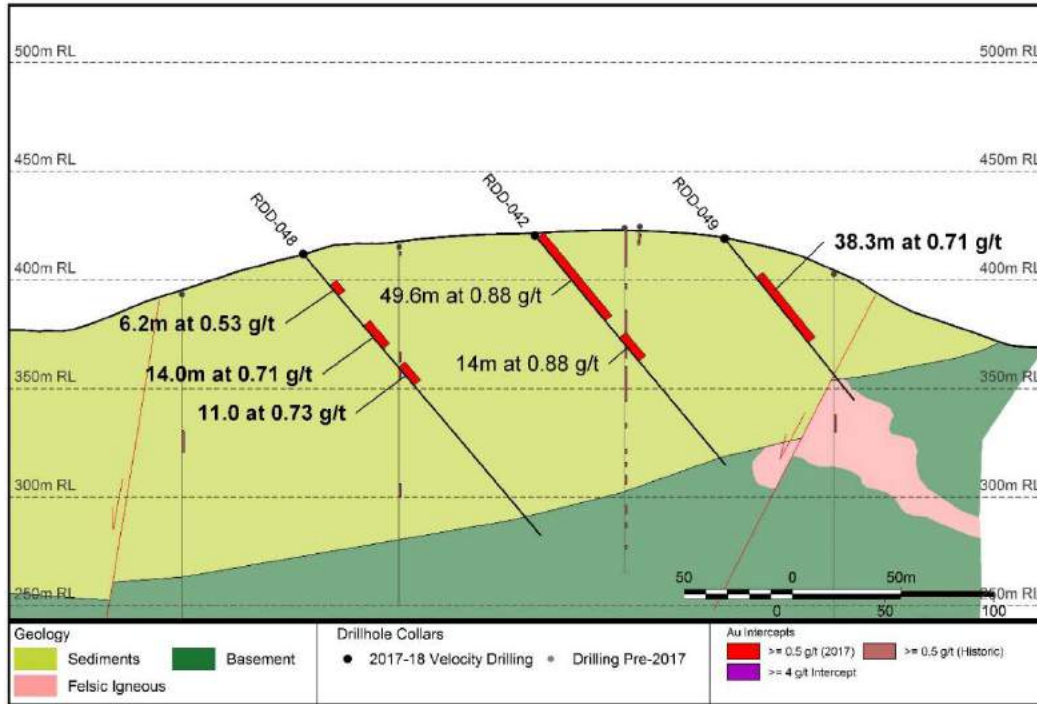 500m RL
500m RL
450m RL
450m RL
RDD-048
RDD-042
RDD-049
38.3m at 0.71 g/t
400m RL
400m RL
49.6m at 0.88 g/t
6.2m at 0.53 g/t
14m at 0.88 g/t
14.0m at 0.71 g/t
350m RL
350m RL
11.0 at 0.73 g/t
300m RL
300m RL
50 0 50m
250m RL
250m RL
0 50 100
Geology
Sediments
Basement
Felsic Igneous
Drillhole Collars
2017-18 Velocity Drilling
Drilling Pre-2017
Au Intercepts
>= 0.5 g/t (2017)
>= 0.5 g/t (Historic)
>= 4 g/t Intercept